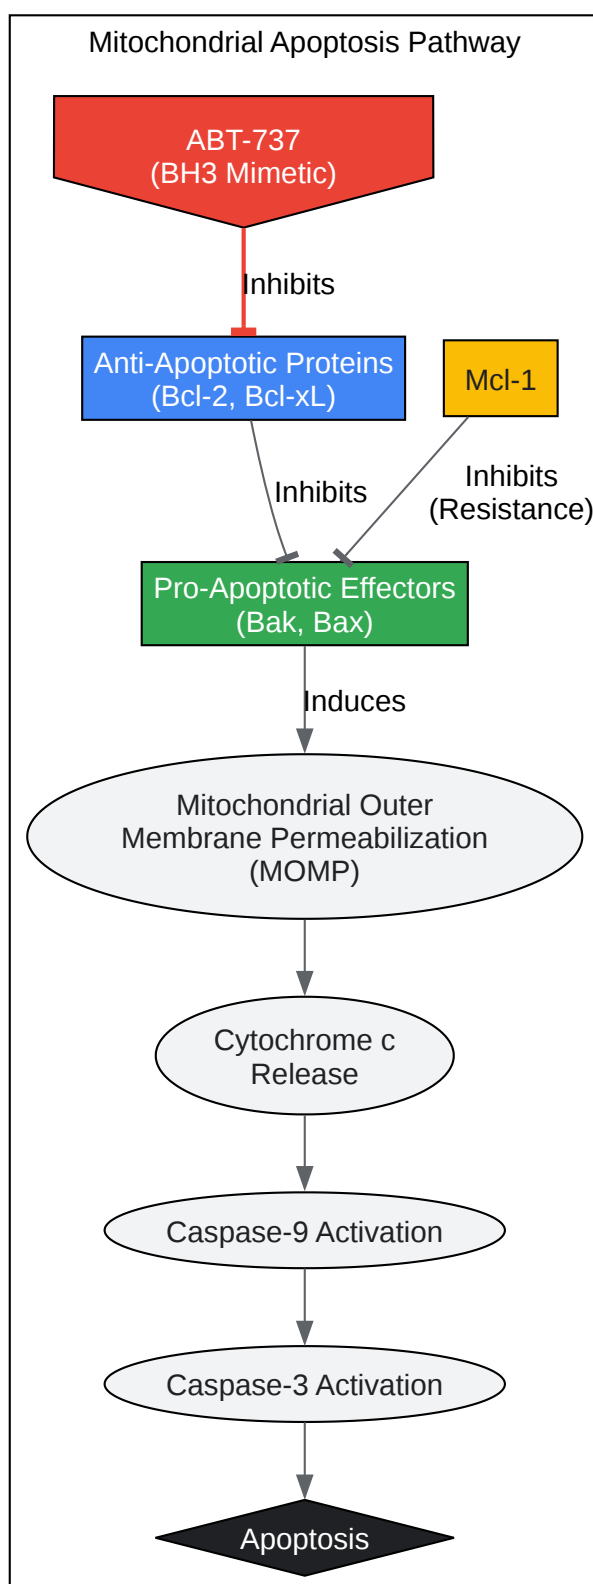 Mitochondrial Apoptosis Pathway
ABT-737
(BH3 Mimetic)
Inhibits
Anti-Apoptotic Proteins
(Bcl-2, Bcl-xL)
Mcl-1
Inhibits
Inhibits
(Resistance)
Pro-Apoptotic Effectors
(Bak, Bax)
Induces
Mitochondrial Outer
Membrane Permeabilization
(MOMP)
Cytochrome c
Release
Caspase-9 Activation
Caspase-3 Activation
Apoptosis